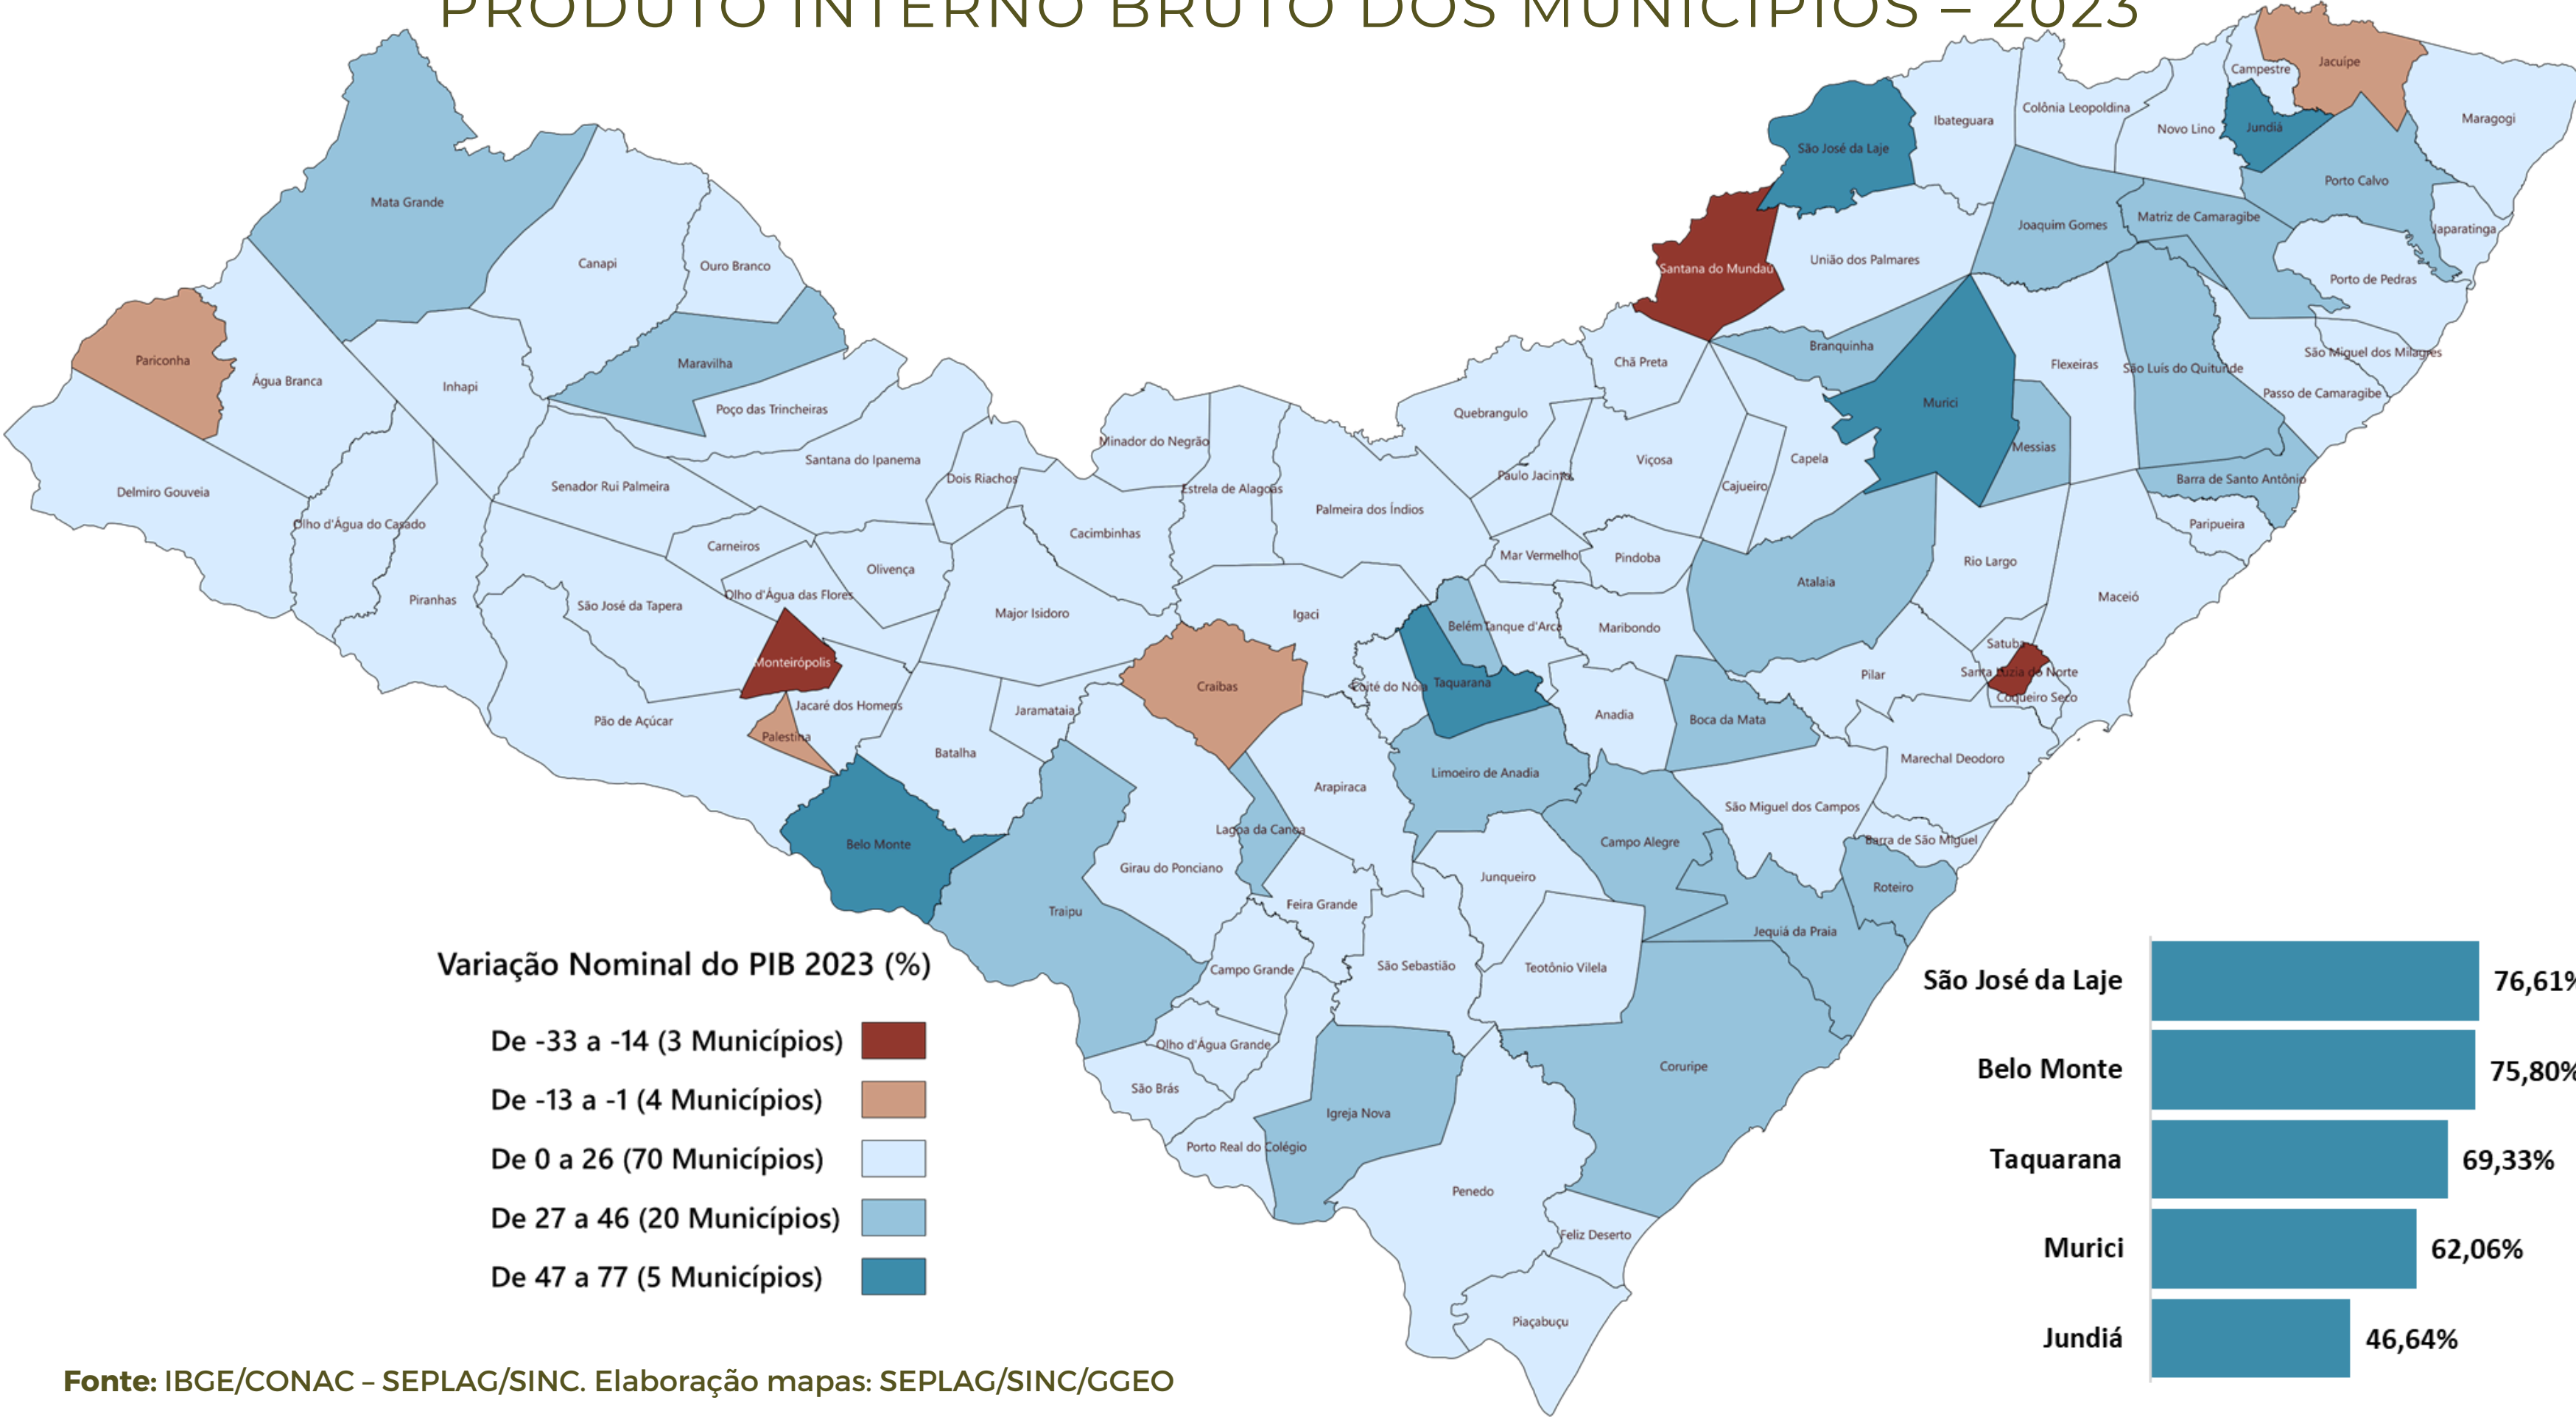 PRODUTO INTERNO BRUTO DOS MUNICÍPIOS – 2023
Jacuípe
Campestre
Colônia Leopoldina
Maragogi
Ibateguara
Novo Lino
Jundiá
São José da Laje
Porto Calvo
Mata Grande
Matriz de Camaragibe
Joaquim Gomes
Japaratinga
União dos Palmares
Canapi
Ouro Branco
Santana do Mundaú
Porto de Pedras
Branquinha
São Miguel dos Milagres
Pariconha
Maravilha
Chã Preta
Flexeiras
São Luís do Quitunde
Água Branca
Inhapi
Passo de Camaragibe
Murici
Poço das Trincheiras
Quebrangulo
Minador do Negrão
Messias
Santana do Ipanema
Viçosa
Capela
Paulo Jacinto
Dois Riachos
Barra de Santo Antônio
Senador Rui Palmeira
Cajueiro
Estrela de Alagoas
Delmiro Gouveia
Palmeira dos Índios
Olho d'Água do Casado
Paripueira
Cacimbinhas
Carneiros
Mar Vermelho
Pindoba
Rio Largo
Olivença
Atalaia
Olho d'Água das Flores
Maceió
Piranhas
São José da Tapera
Major Isidoro
Igaci
Belém
Tanque d'Arca
Maribondo
Satuba
Monteirópolis
Santa Luzia do Norte
Pilar
Taquarana
Coité do Nóia
Craíbas
Coqueiro Seco
Jacaré dos Homens
Jaramataia
Anadia
Boca da Mata
Pão de Açúcar
Palestina
Batalha
Marechal Deodoro
Limoeiro de Anadia
Arapiraca
São Miguel dos Campos
Lagoa da Canoa
Barra de São Miguel
Campo Alegre
Belo Monte
Girau do Ponciano
Junqueiro
Roteiro
Feira Grande
Traipu
Jequiá da Praia
São Sebastião
Teotônio Vilela
Campo Grande
Olho d'Água Grande
Coruripe
São Brás
Igreja Nova
Porto Real do Colégio
Penedo
Feliz Deserto
Piaçabuçu
Variação Nominal do PIB 2023 (%)
De -33 a -14 (3 Municípios)
De -13 a -1 (4 Municípios)
De 0 a 26 (70 Municípios)
De 27 a 46 (20 Municípios)
De 47 a 77 (5 Municípios)
São José da Laje 76,61%
Belo Monte 75,80%
Taquarana 69,33%
Murici 62,06%
Jundiá 46,64%
Fonte: IBGE/CONAC – SEPLAG/SINC. Elaboração mapas: SEPLAG/SINC/GGEO